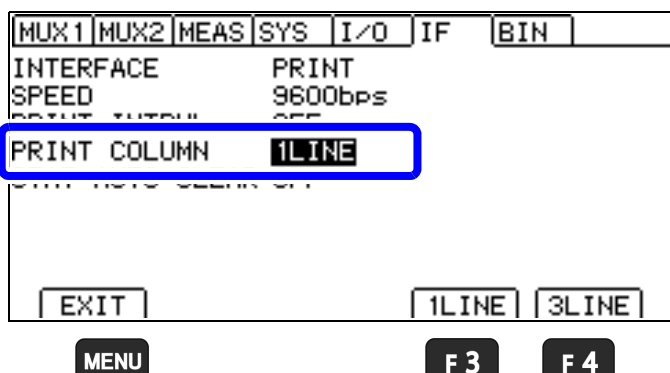 MUX1 MUX2 MEAS SYS I/O IF BIN
INTERFACE PRINT
SPEED 9600bps
PRINT COLUMN 1LINE
EXIT 1LINE 3LINE
MENU F3 F4